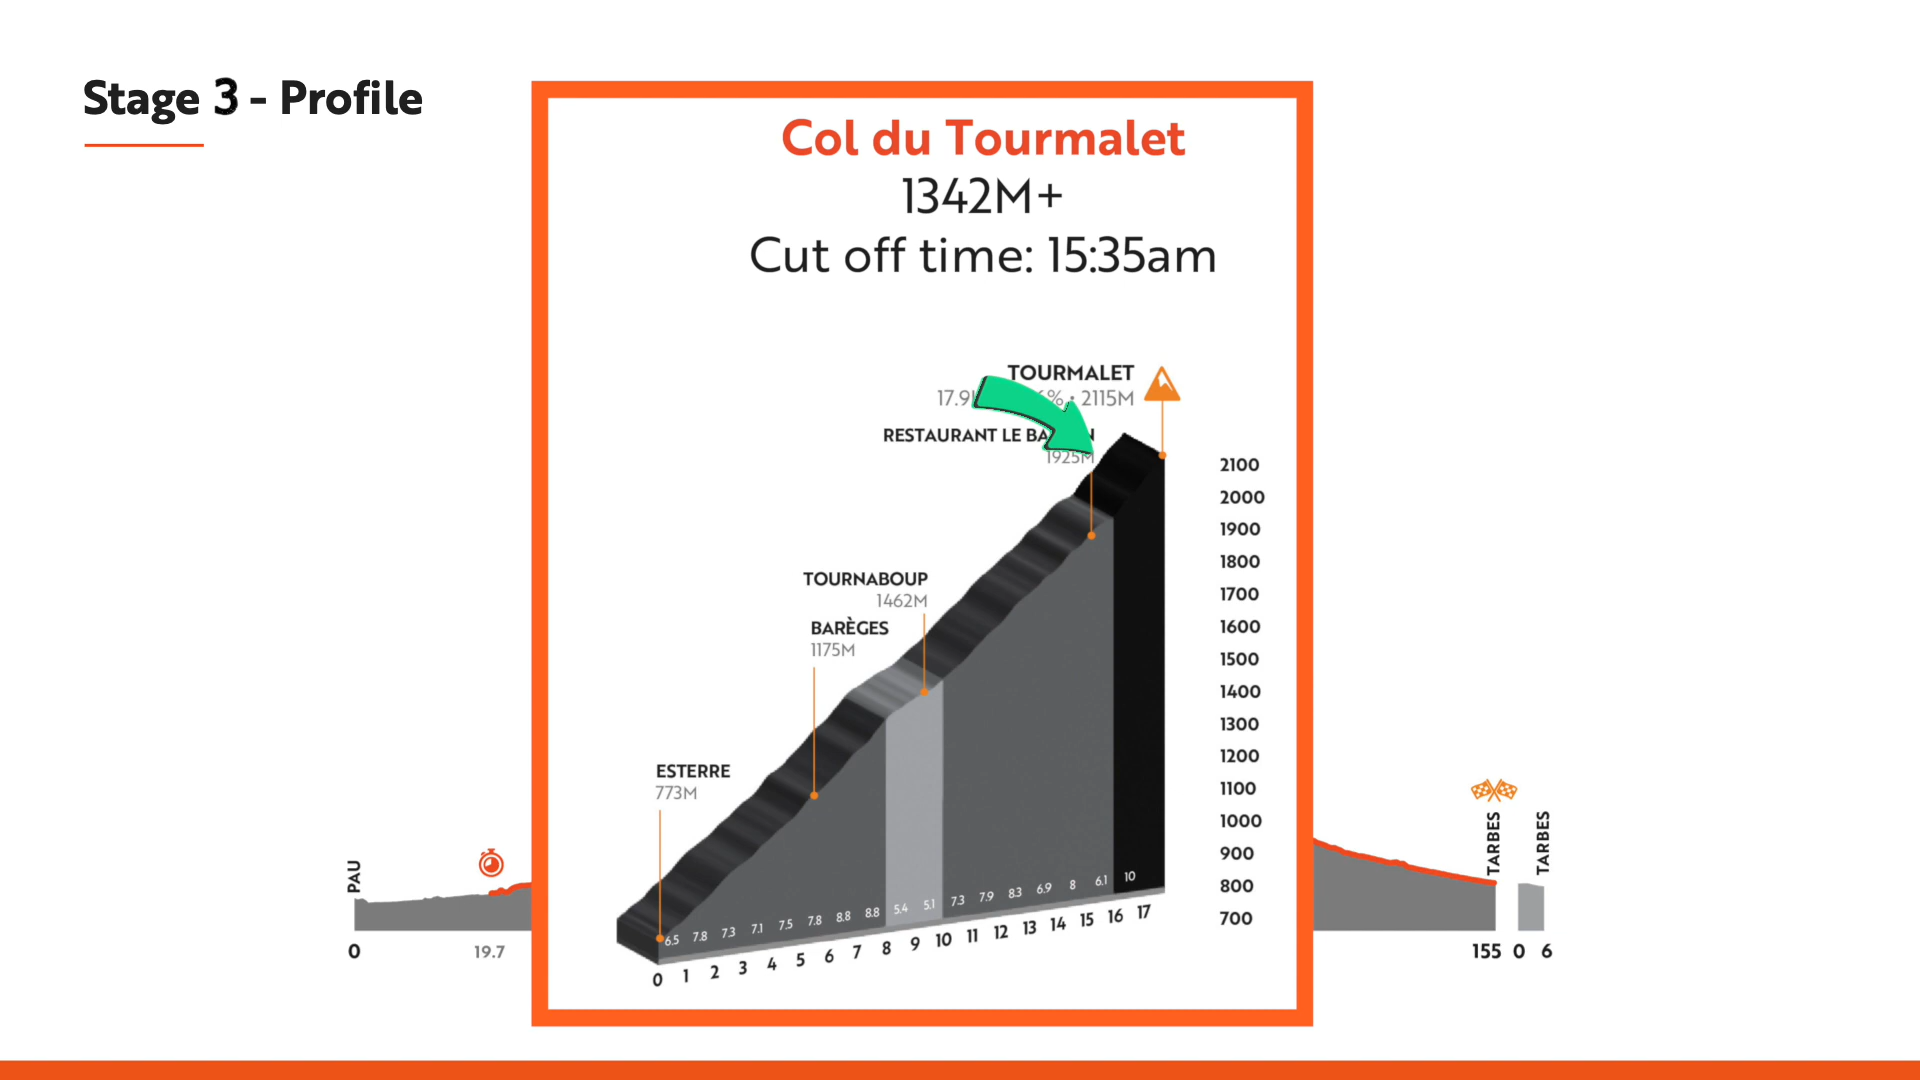 Stage 3 - Profile
Col du Tourmalet
1342M+
Cut off time: 15:35am
TOURMALET
% • 2115M
RESTAURANT LE
1925M
TOURNABOUP
1462M
BARÈGES
1175M
ESTERRE
773M
2100
2000
1900
1800
1700
1600
1500
1400
1300
1200
1100
1000
900
800
700
6.5 7.8 7.3 7.1 7.5 7.8 8.8 8.8 5.4 5.1 7.3 7.9 8.3 6.9 8 6.1 10
0 1 2 3 4 5 6 7 8 9 10 11 12 13 14 15 16 17
PAU
TARBES
TARBES
0 19.7 155 0 6